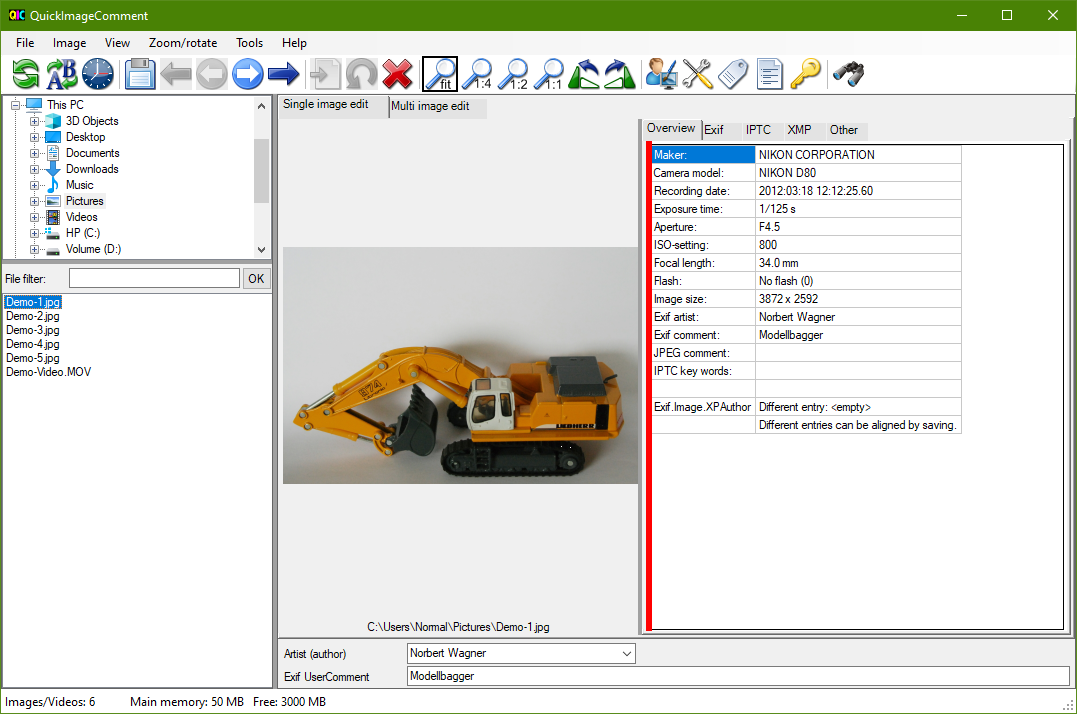 QuickImageComment
File Image View Zoom/rotate Tools Help
fit 1:4 1:2 1:1
This PC
3D Objects
Desktop
Documents
Downloads
Music
Pictures
Videos
HP (C:)
Volume (D:)
File filter: OK
Demo-1.jpg
Demo-2.jpg
Demo-3.jpg
Demo-4.jpg
Demo-5.jpg
Demo-Video.MOV
Single image edit Multi image edit
974
LIEBHERR
C:\Users\Normal\Pictures\Demo-1.jpg
Overview Exif IPTC XMP Other
Maker: NIKON CORPORATION
Camera model: NIKON D80
Recording date: 2012:03:18 12:12:25.60
Exposure time: 1/125 s
Aperture: F4.5
ISO-setting: 800
Focal length: 34.0 mm
Flash: No flash (0)
Image size: 3872 x 2592
Exif artist: Norbert Wagner
Exif comment: Modellbagger
JPEG comment:
IPTC key words:
Exif.Image.XPAuthor Different entry: <empty>
Different entries can be aligned by saving.
Artist (author) Norbert Wagner
Exif UserComment Modellbagger
Images/Videos: 6 Main memory: 50 MB Free: 3000 MB